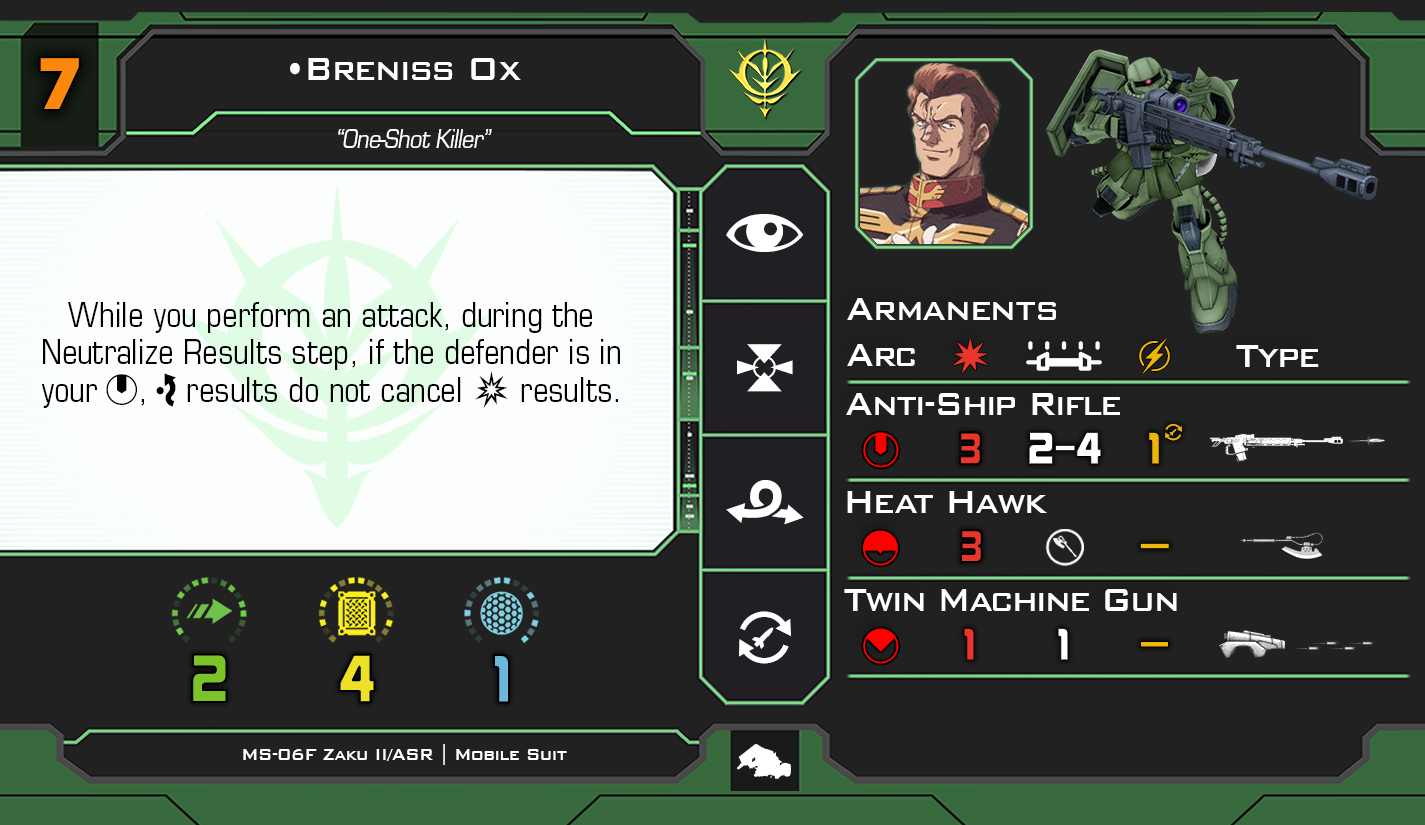 7
•Breniss Ox
“One-Shot Killer”
While you perform an attack, during the
Neutralize Results step, if the defender is in
your , results do not cancel results.
2 4 1
MS-06F Zaku II/ASR | Mobile Suit
Armanents
Arc Type
Anti-Ship Rifle
3 2–4 1
Heat Hawk
3 –
Twin Machine Gun
1 1 –